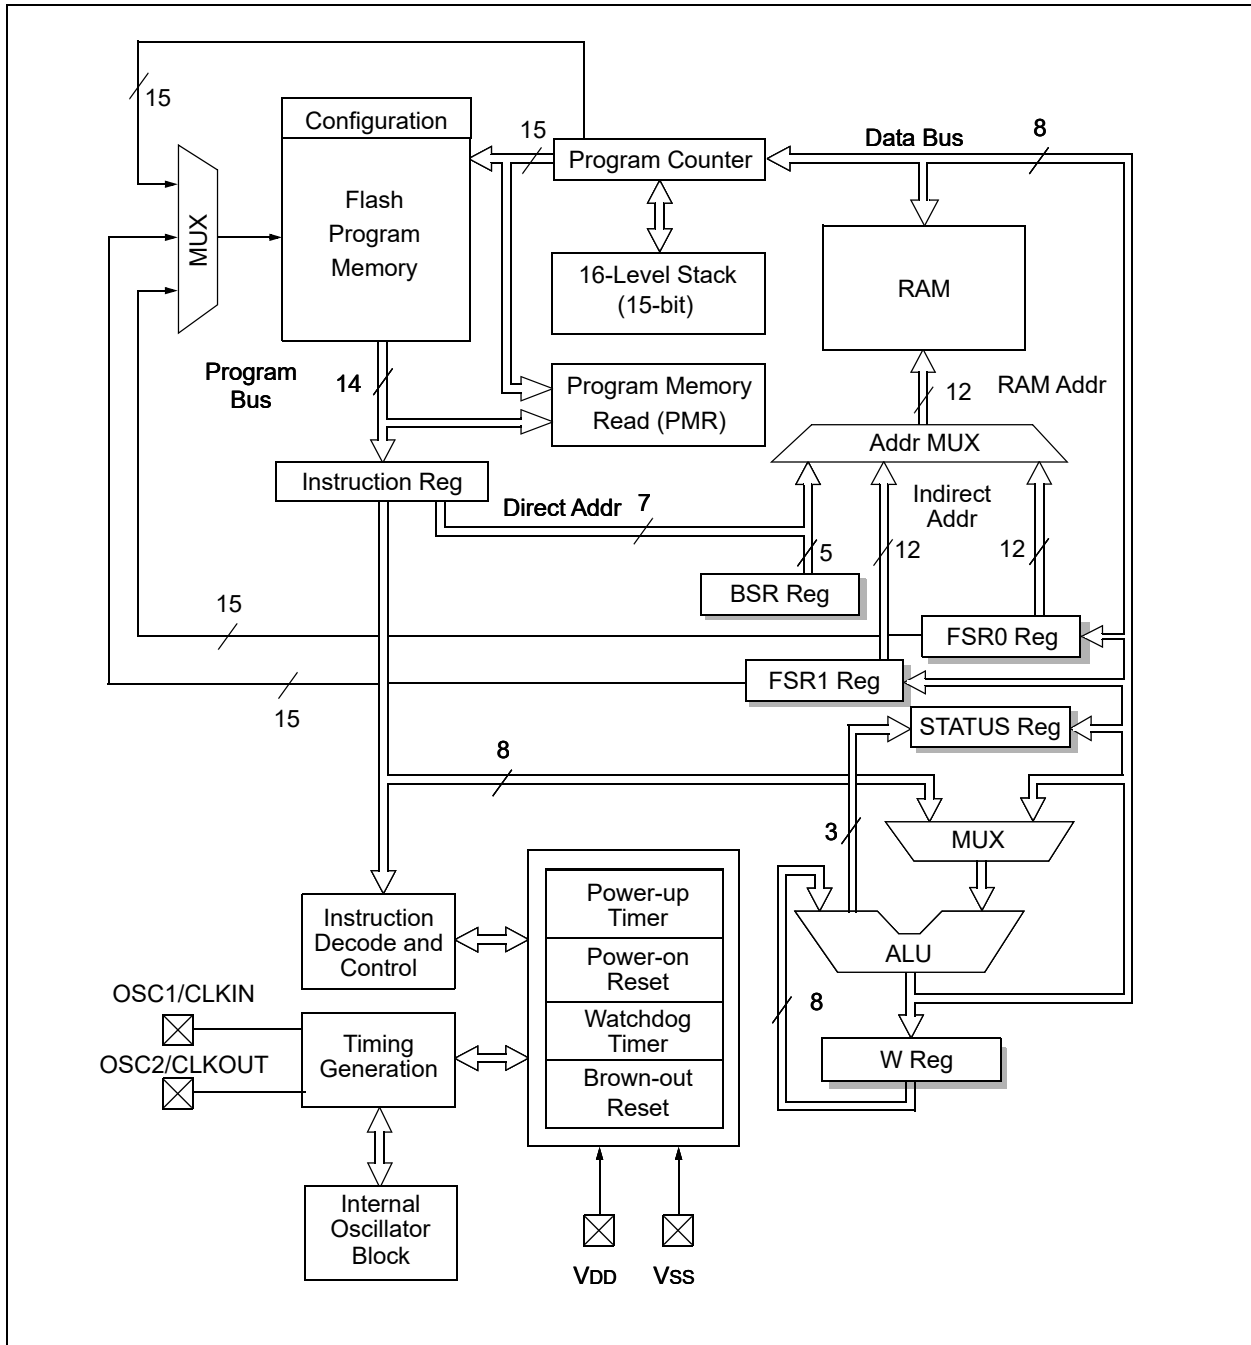 15
Configuration
15
Program Counter
Data Bus
8
MUX
Flash
Program
Memory
16-Level Stack
(15-bit)
RAM
Program
Bus
14
Program Memory
Read (PMR)
12
RAM Addr
Addr MUX
Instruction Reg
Direct Addr
7
Indirect
Addr
5
12
12
BSR Reg
15
FSR0 Reg
FSR1 Reg
15
STATUS Reg
8
3
MUX
Power-up
Timer
Instruction
Decode and
Control
ALU
Power-on
Reset
OSC1/CLKIN
8
Watchdog
Timer
Timing
Generation
W Reg
OSC2/CLKOUT
Brown-out
Reset
Internal
Oscillator
Block
VDD
VSS